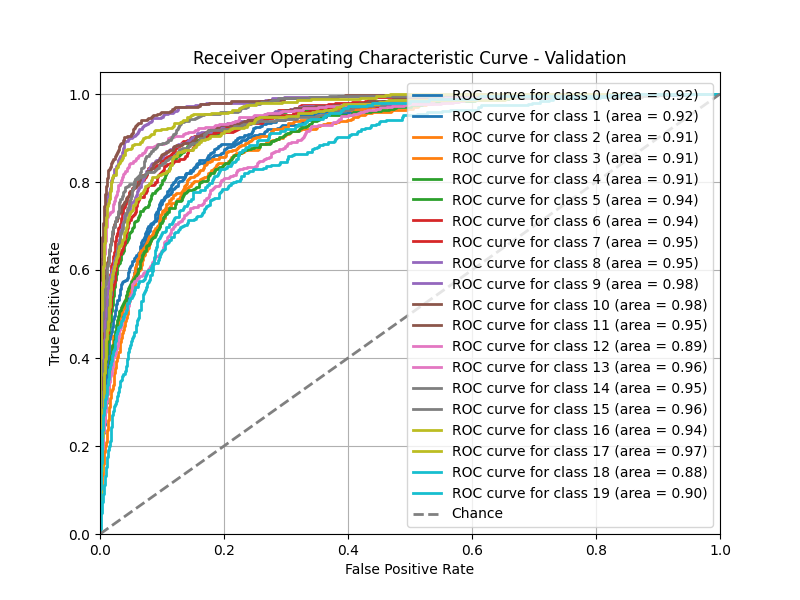 Receiver Operating Characteristic Curve - Validation
1.0
0.8
0.6
0.4
0.2
0.0
True Positive Rate
ROC curve for class 0 (area = 0.92)
ROC curve for class 1 (area = 0.92)
ROC curve for class 2 (area = 0.91)
ROC curve for class 3 (area = 0.91)
ROC curve for class 4 (area = 0.91)
ROC curve for class 5 (area = 0.94)
ROC curve for class 6 (area = 0.94)
ROC curve for class 7 (area = 0.95)
ROC curve for class 8 (area = 0.95)
ROC curve for class 9 (area = 0.98)
ROC curve for class 10 (area = 0.98)
ROC curve for class 11 (area = 0.95)
ROC curve for class 12 (area = 0.89)
ROC curve for class 13 (area = 0.96)
ROC curve for class 14 (area = 0.95)
ROC curve for class 15 (area = 0.96)
ROC curve for class 16 (area = 0.94)
ROC curve for class 17 (area = 0.97)
ROC curve for class 18 (area = 0.88)
ROC curve for class 19 (area = 0.90)
Chance
0.0 0.2 0.4 0.6 0.8 1.0
False Positive Rate